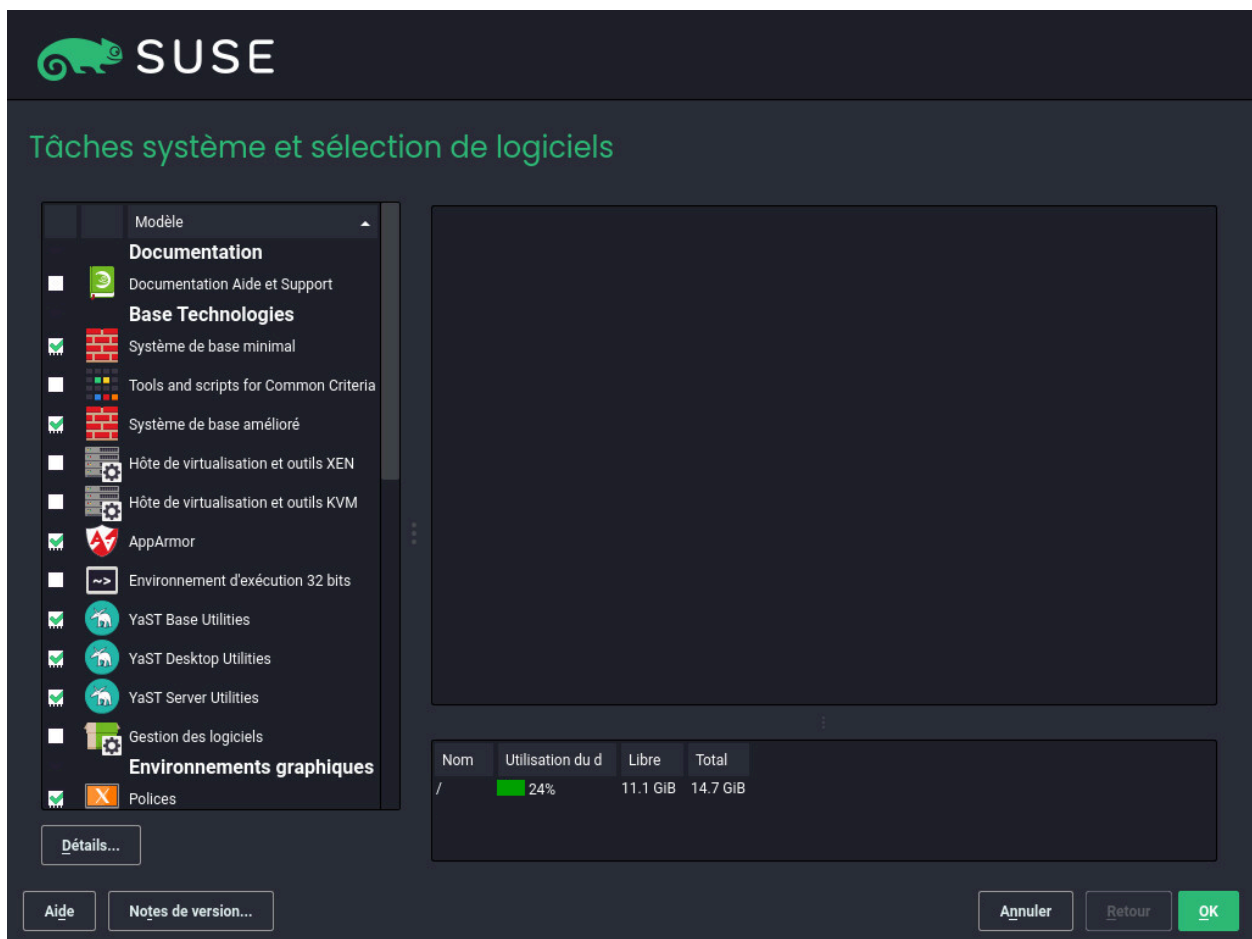 SUSE
Tâches système et sélection de logiciels
Modèle
Documentation
Documentation Aide et Support
Base Technologies
Système de base minimal
Tools and scripts for Common Criteria
Système de base amélioré
Hôte de virtualisation et outils XEN
Hôte de virtualisation et outils KVM
AppArmor
Environnement d'exécution 32 bits
~>
YaST Base Utilities
YaST Desktop Utilities
YaST Server Utilities
Gestion des logiciels
Environnements graphiques
X
Polices
Nom Utilisation du d Libre Total
/ 24% 11.1 GiB 14.7 GiB
Détails...
Aide Notes de version... Annuler Retour OK